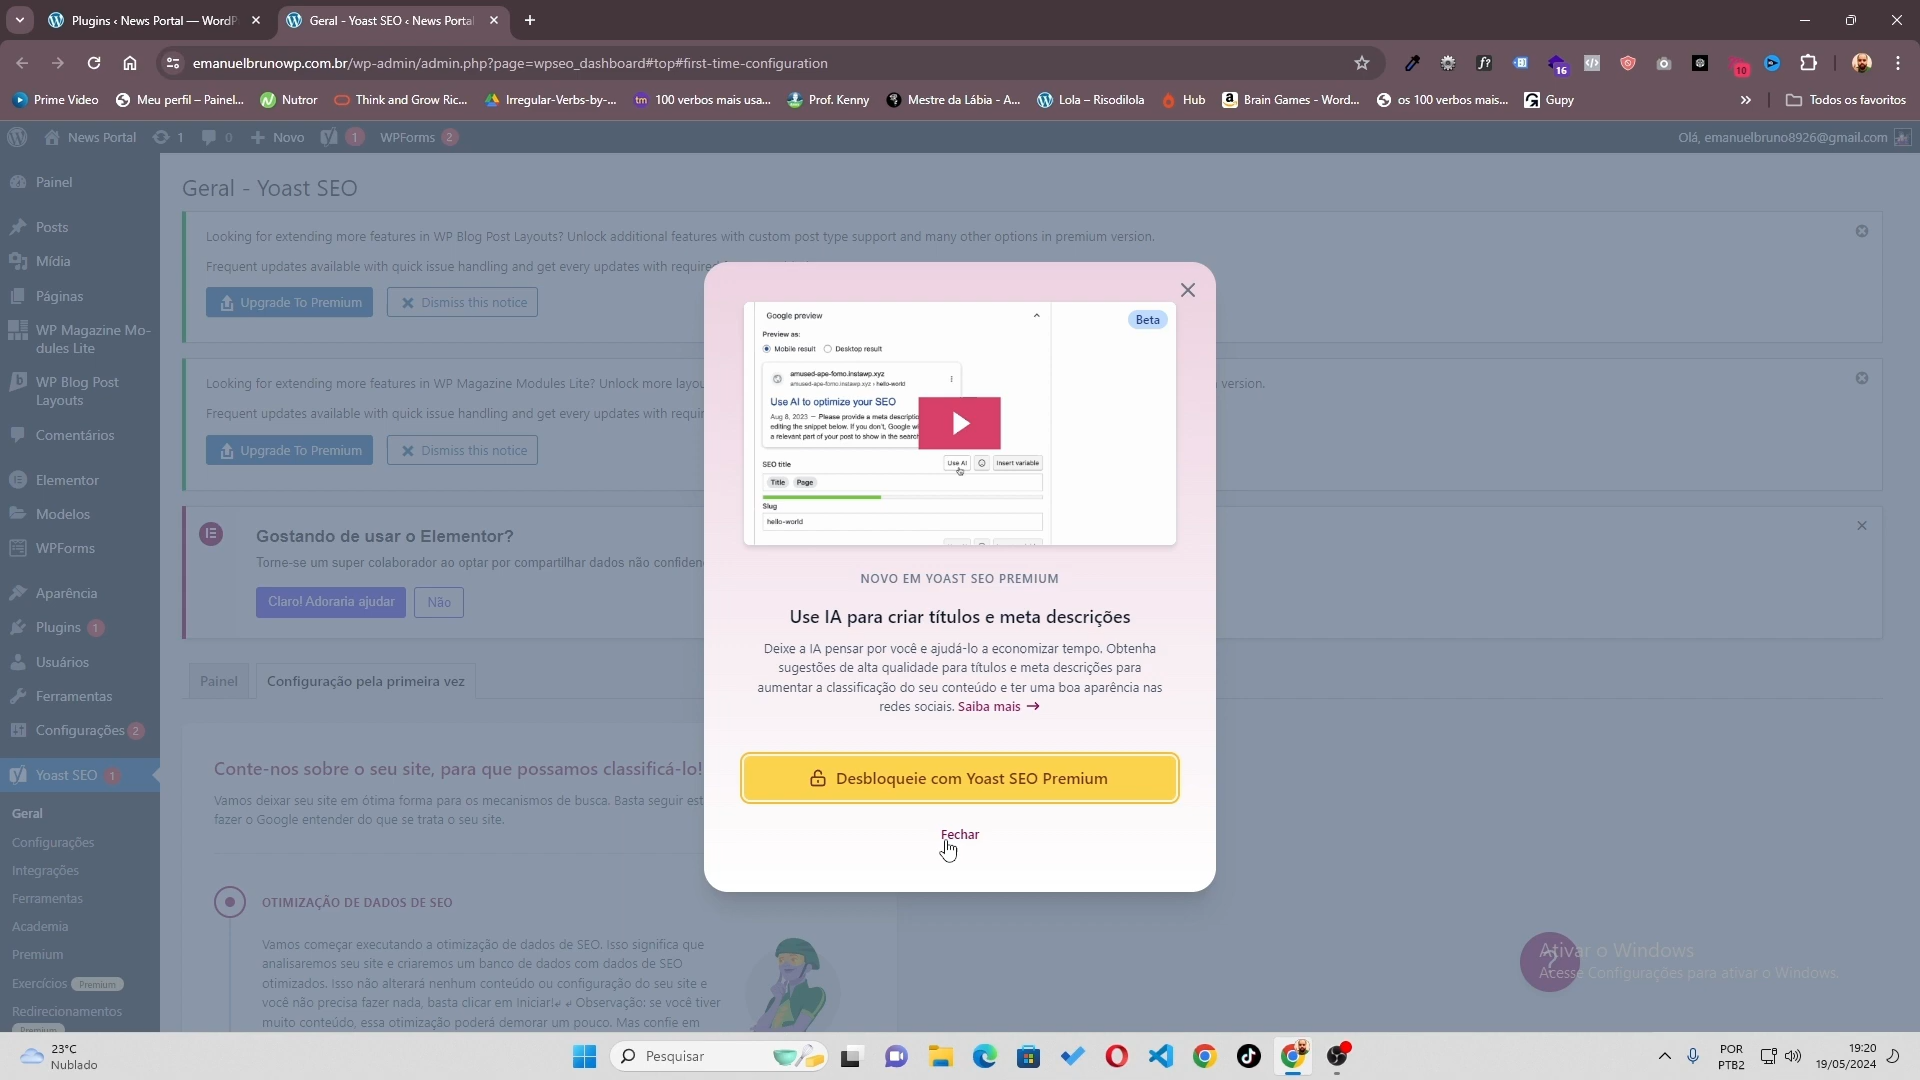 Plugins ‹ News Portal — WordP
Geral - Yoast SEO ‹ News Portal
emanuelbrunowp.com.br/wp-admin/admin.php?page=wpseo_dashboard#top#first-time-configuration
16
10
Prime Video
Meu perfil – Painel...
Nutror
Think and Grow Ric...
Irregular-Verbs-by-...
100 verbos mais usa...
Prof. Kenny
Mestre da Lábia - A...
Lola – Risodilola
Hub
Brain Games - Word...
os 100 verbos mais...
Gupy
Todos os favoritos
News Portal
1
0
Novo
1
WPForms 2
Olá, emanuelbruno8926@gmail.com
Painel
Posts
Mídia
Páginas
WP Magazine Mo-
dules Lite
WP Blog Post
Layouts
Comentários
Elementor
Modelos
WPForms
Aparência
Plugins 1
Usuários
Ferramentas
Configurações 2
Yoast SEO 1
Geral
Configurações
Integrações
Ferramentas
Academia
Premium
Exercícios Premium
Redirecionamentos
Premium
Geral - Yoast SEO
Looking for extending more features in WP Blog Post Layouts? Unlock additional features with custom post type support and many other options in premium version.
Frequent updates available with quick issue handling and get every updates with require
Upgrade To Premium
Dismiss this notice
Looking for extending more features in WP Magazine Modules Lite? Unlock more layou
version.
Frequent updates available with quick issue handling and get every updates with requir
Upgrade To Premium
Dismiss this notice
Gostando de usar o Elementor?
Torne-se um super colaborador ao optar por compartilhar dados não confiden
Claro! Adoraria ajudar
Não
Painel
Configuração pela primeira vez
Conte-nos sobre o seu site, para que possamos classificá-lo!
Vamos deixar seu site em ótima forma para os mecanismos de busca. Basta seguir est
fazer o Google entender do que se trata o seu site.
OTIMIZAÇÃO DE DADOS DE SEO
Vamos começar executando a otimização de dados de SEO. Isso significa que
analisaremos seu site e criaremos um banco de dados com dados de SEO
otimizados. Isso não alterará nenhum conteúdo ou configuração do seu site e
você não precisa fazer nada, basta clicar em Iniciar!↲ ↲ Observação: se você tiver
muito conteúdo, essa otimização poderá demorar um pouco. Mas confie em
Google preview
Beta
Preview as:
Mobile result
Desktop result
amused-ape-fomo.instawp.xyz
amused-ape-fomo.instawp.xyz › hello-world
Use AI to optimize your SEO
Aug 8, 2023 — Please provide a meta descriptio
editing the snippet below. If you don't, Google wi
a relevant part of your post to show in the search
SEO title
Use AI
Insert variable
Title Page
Slug
hello-world
NOVO EM YOAST SEO PREMIUM
Use IA para criar títulos e meta descrições
Deixe a IA pensar por você e ajudá-lo a economizar tempo. Obtenha
sugestões de alta qualidade para títulos e meta descrições para
aumentar a classificação do seu conteúdo e ter uma boa aparência nas
redes sociais. Saiba mais →
Desbloqueie com Yoast SEO Premium
Fechar
Ativar o Windows
Acesse Configurações para ativar o Windows.
23°C
Nublado
Pesquisar
POR
PTB2
19:20
19/05/2024